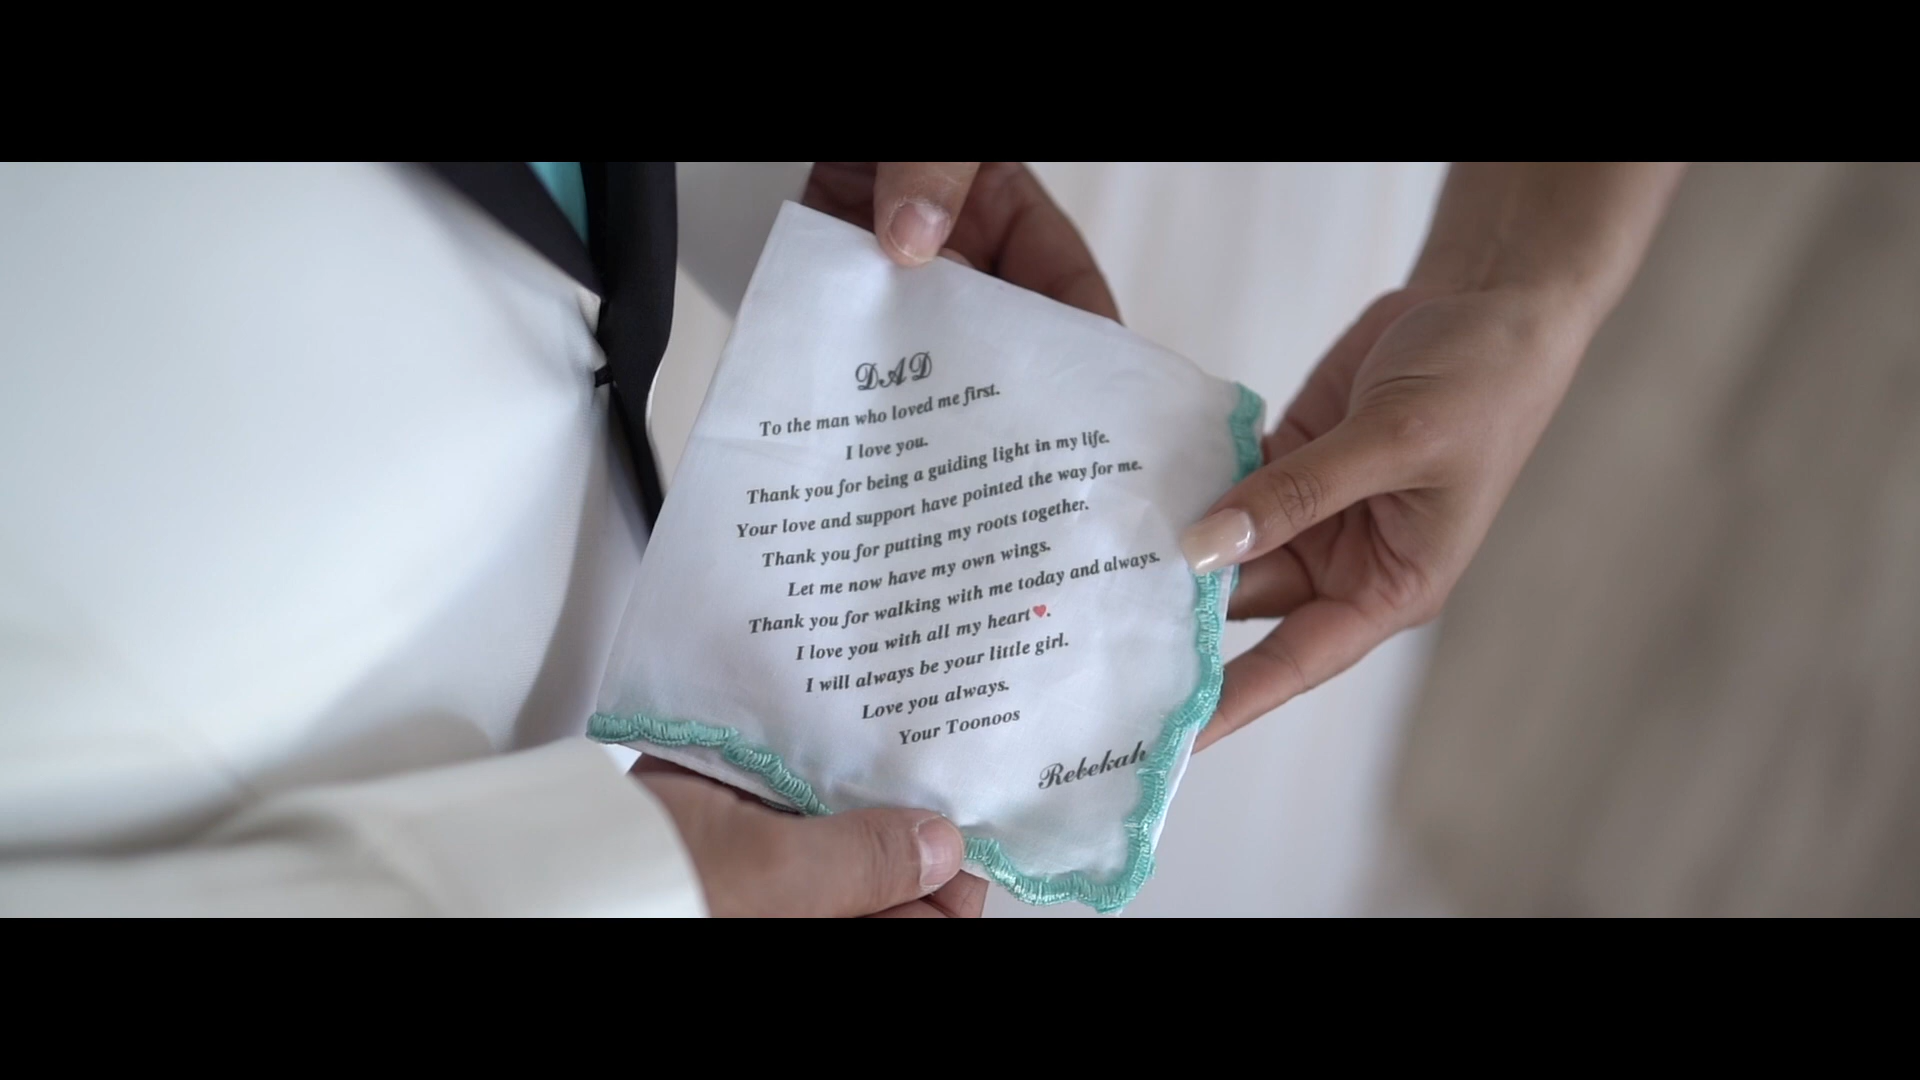 DAD
To the man who loved me first.
I love you.
Thank you for being a guiding light in my life.
Your love and support have pointed the way for me.
Thank you for putting my roots together.
Let me now have my own wings.
Thank you for walking with me today and always.
I love you with all my heart❤.
I will always be your little girl.
Love you always.
Your Toonoos
Rebekah